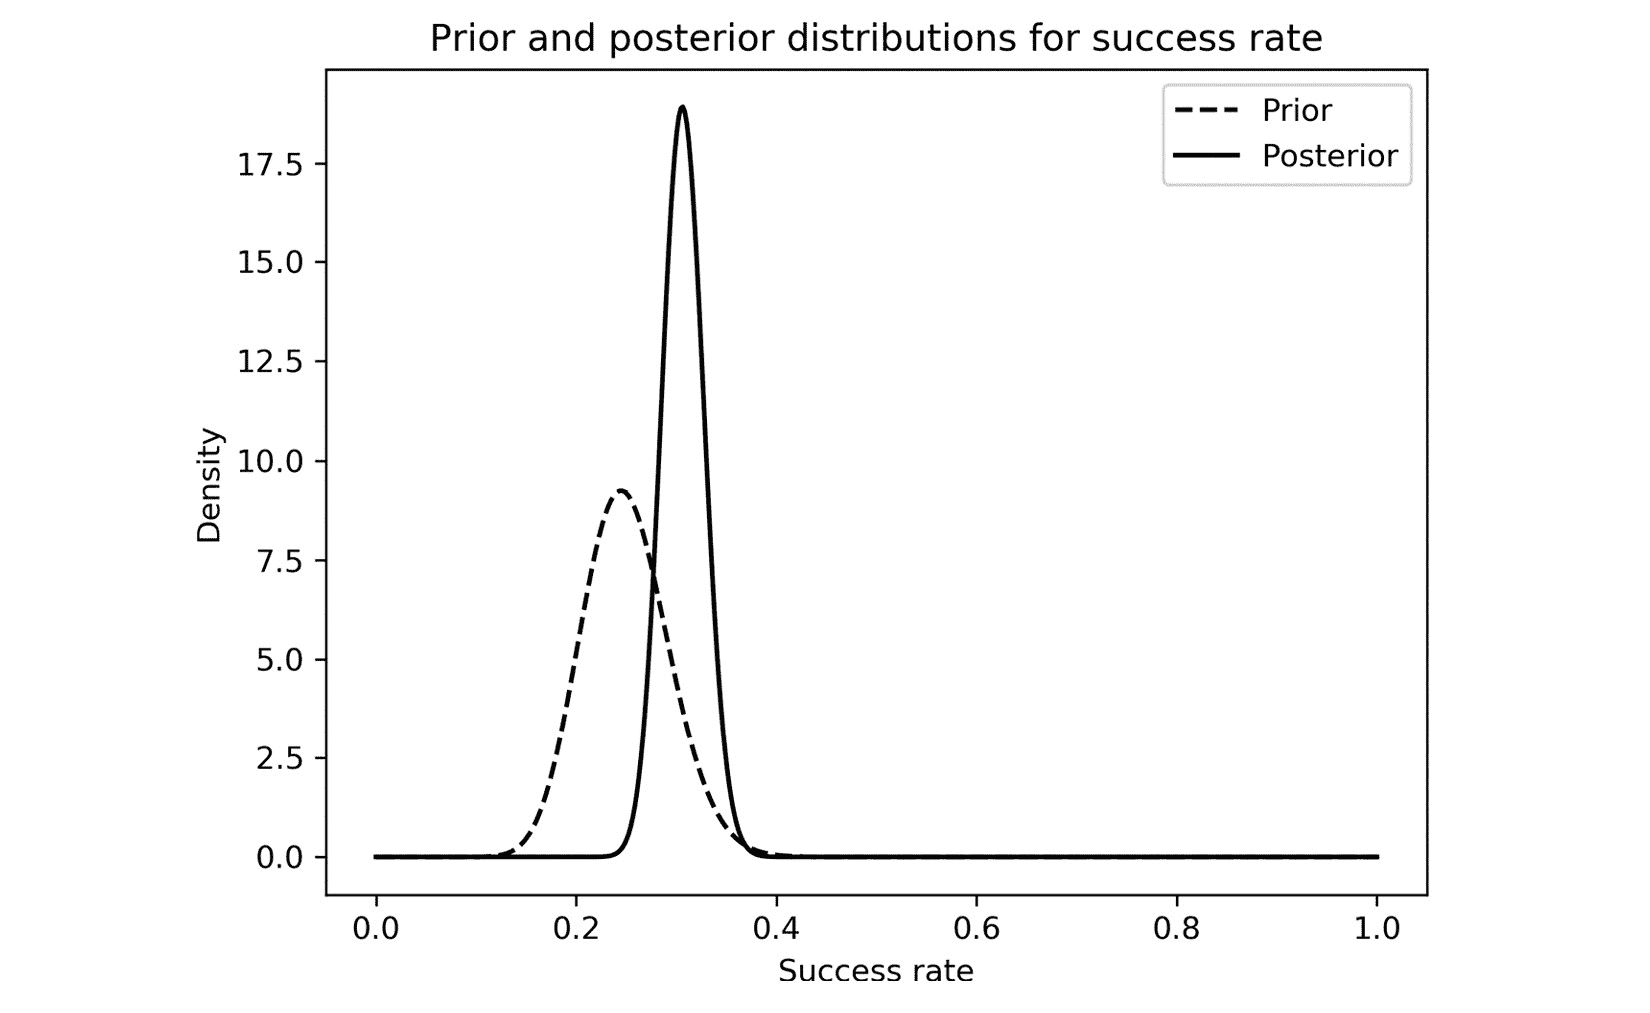 Prior and posterior distributions for success rate
Prior
Posterior
17.5
15.0
12.5
10.0
7.5
5.0
2.5
0.0
Density
0.0 0.2 0.4 0.6 0.8 1.0
Success rate